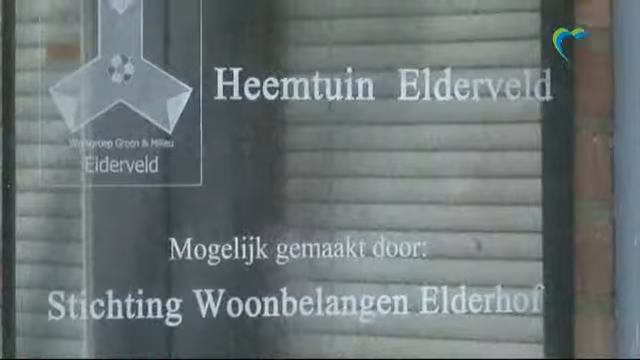 Heemtuin Elderveld
Werkgroep Groen & Milieu
Elderveld
Mogelijk gemaakt door:
Stichting Woonbelangen Elderhof